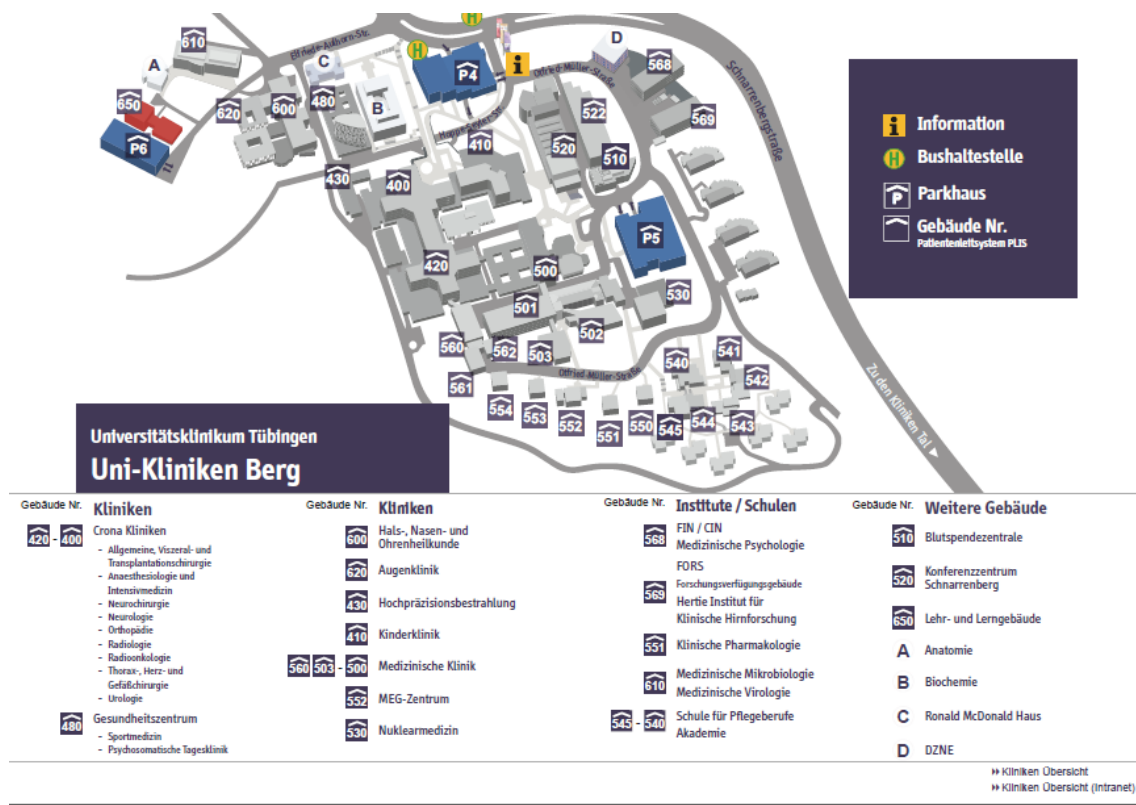 H
610
Elfriede-Aulhorn-Str.
C
D
A
H
P4
i
Otfried-Müller-Straße
568
Schnarrenbergstraße
650
620
600
480
B
522
569
P6
Hoppe-Seyler-Str.
410
520
510
430
400
P5
420
500
530
501
502
560
562
503
540
541
561
Otfried-Müller-Straße
542
554
553
552
551
550
545
544
543
Zu den Kliniken Tal
i Information
H Bushaltestelle
P Parkhaus
Gebäude Nr.
Patientenleitsystem PLIS
Universitätsklinikum Tübingen
Uni-Kliniken Berg
Gebäude Nr. Kliniken
420 - 400 Crona Kliniken
- Allgemeine, Viszeral- und
Transplantationschirurgie
- Anaesthesiologie und
Intensivmedizin
- Neurochirurgie
- Neurologie
- Orthopädie
- Radiologie
- Radioonkologie
- Thorax-, Herz- und
Gefäßchirurgie
- Urologie
480 Gesundheitszentrum
- Sportmedizin
- Psychosomatische Tagesklinik
Gebäude Nr. Kliniken
600 Hals-, Nasen- und
Ohrenheilkunde
620 Augenklinik
430 Hochpräzisionsbestrahlung
410 Kinderklinik
560 503 - 500 Medizinische Klinik
552 MEG-Zentrum
530 Nuklearmedizin
Gebäude Nr. Institute / Schulen
568 FIN / CIN
Medizinische Psychologie
FORS
569 Forschungsverfügungsgebäude
Hertie Institut für
Klinische Hirnforschung
551 Klinische Pharmakologie
610 Medizinische Mikrobiologie
Medizinische Virologie
545 - 540 Schule für Pflegeberufe
Akademie
Gebäude Nr. Weitere Gebäude
510 Blutspendezentrale
520 Konferenzzentrum
Schnarrenberg
650 Lehr- und Lerngebäude
A Anatomie
B Biochemie
C Ronald McDonald Haus
D DZNE
Kliniken Übersicht
Kliniken Übersicht (Intranet)